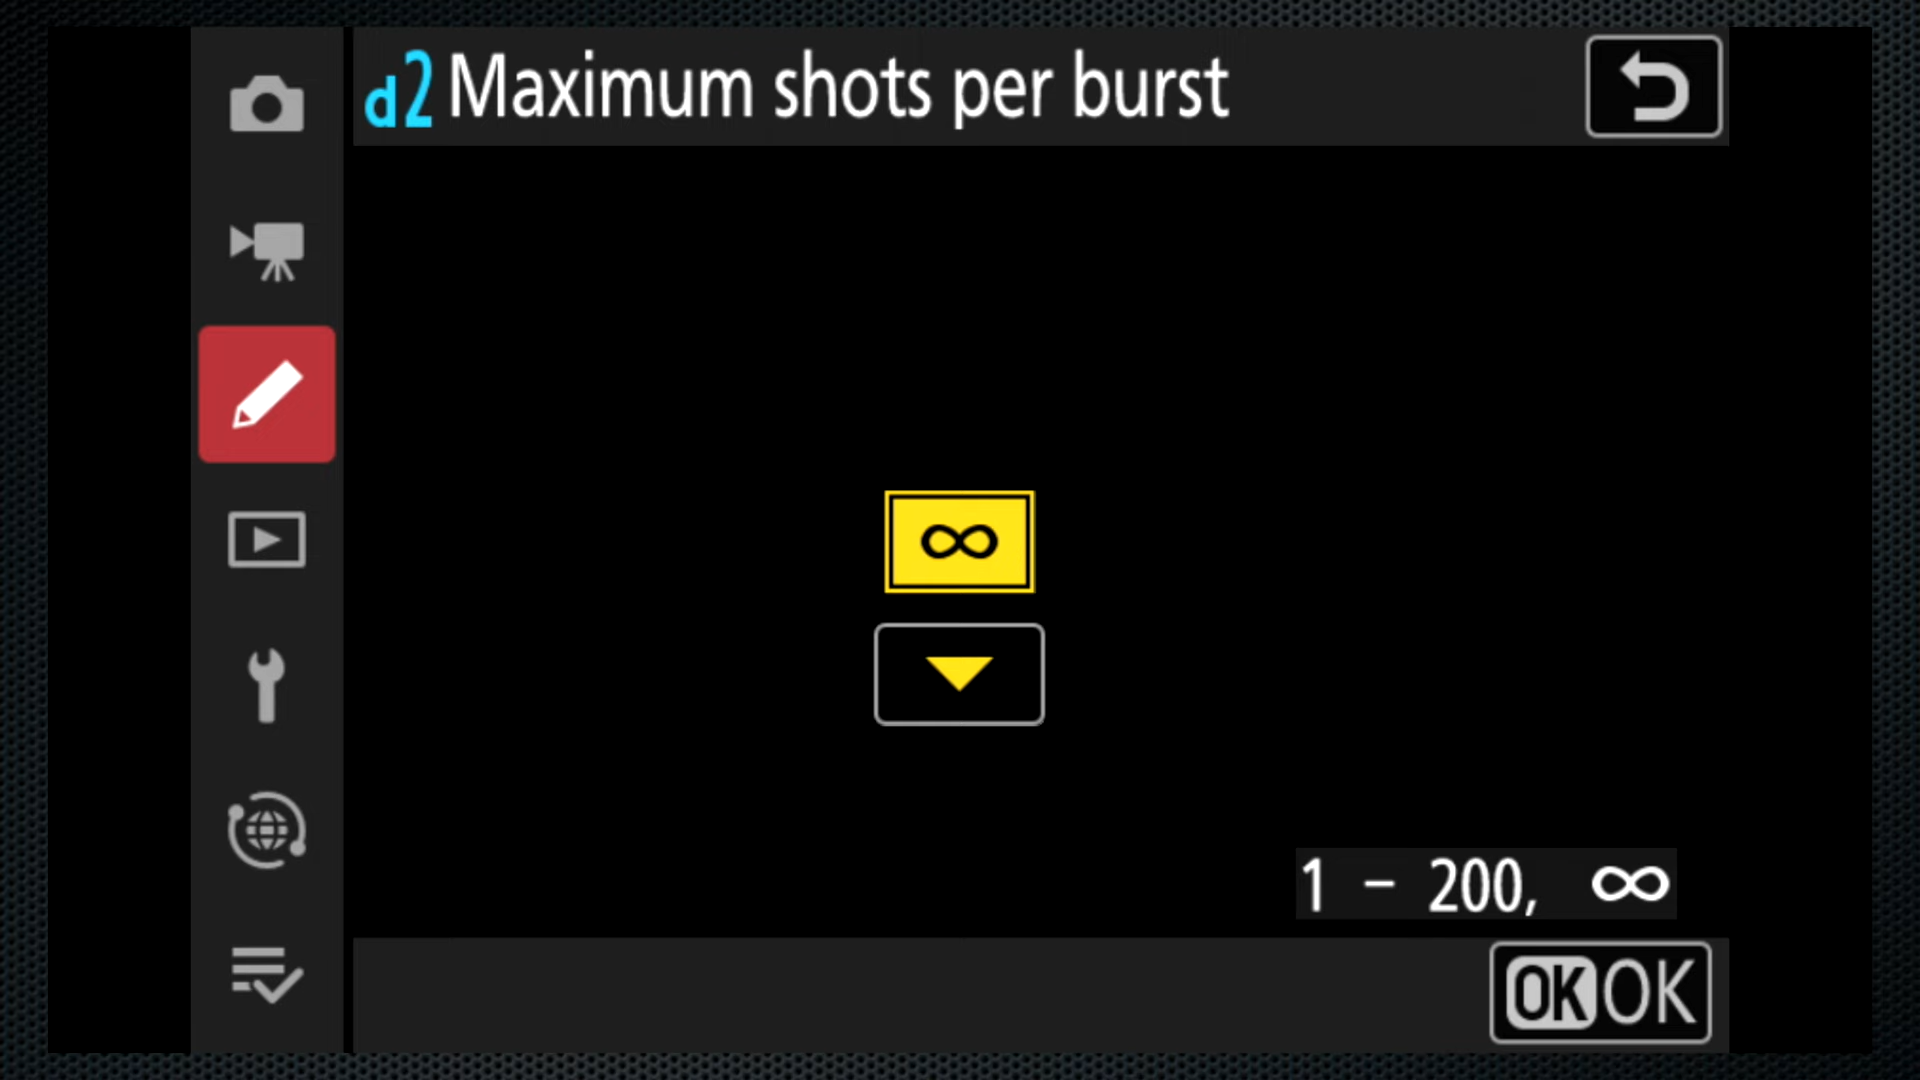 d2 Maximum shots per burst
∞
1 - 200, ∞
OK OK